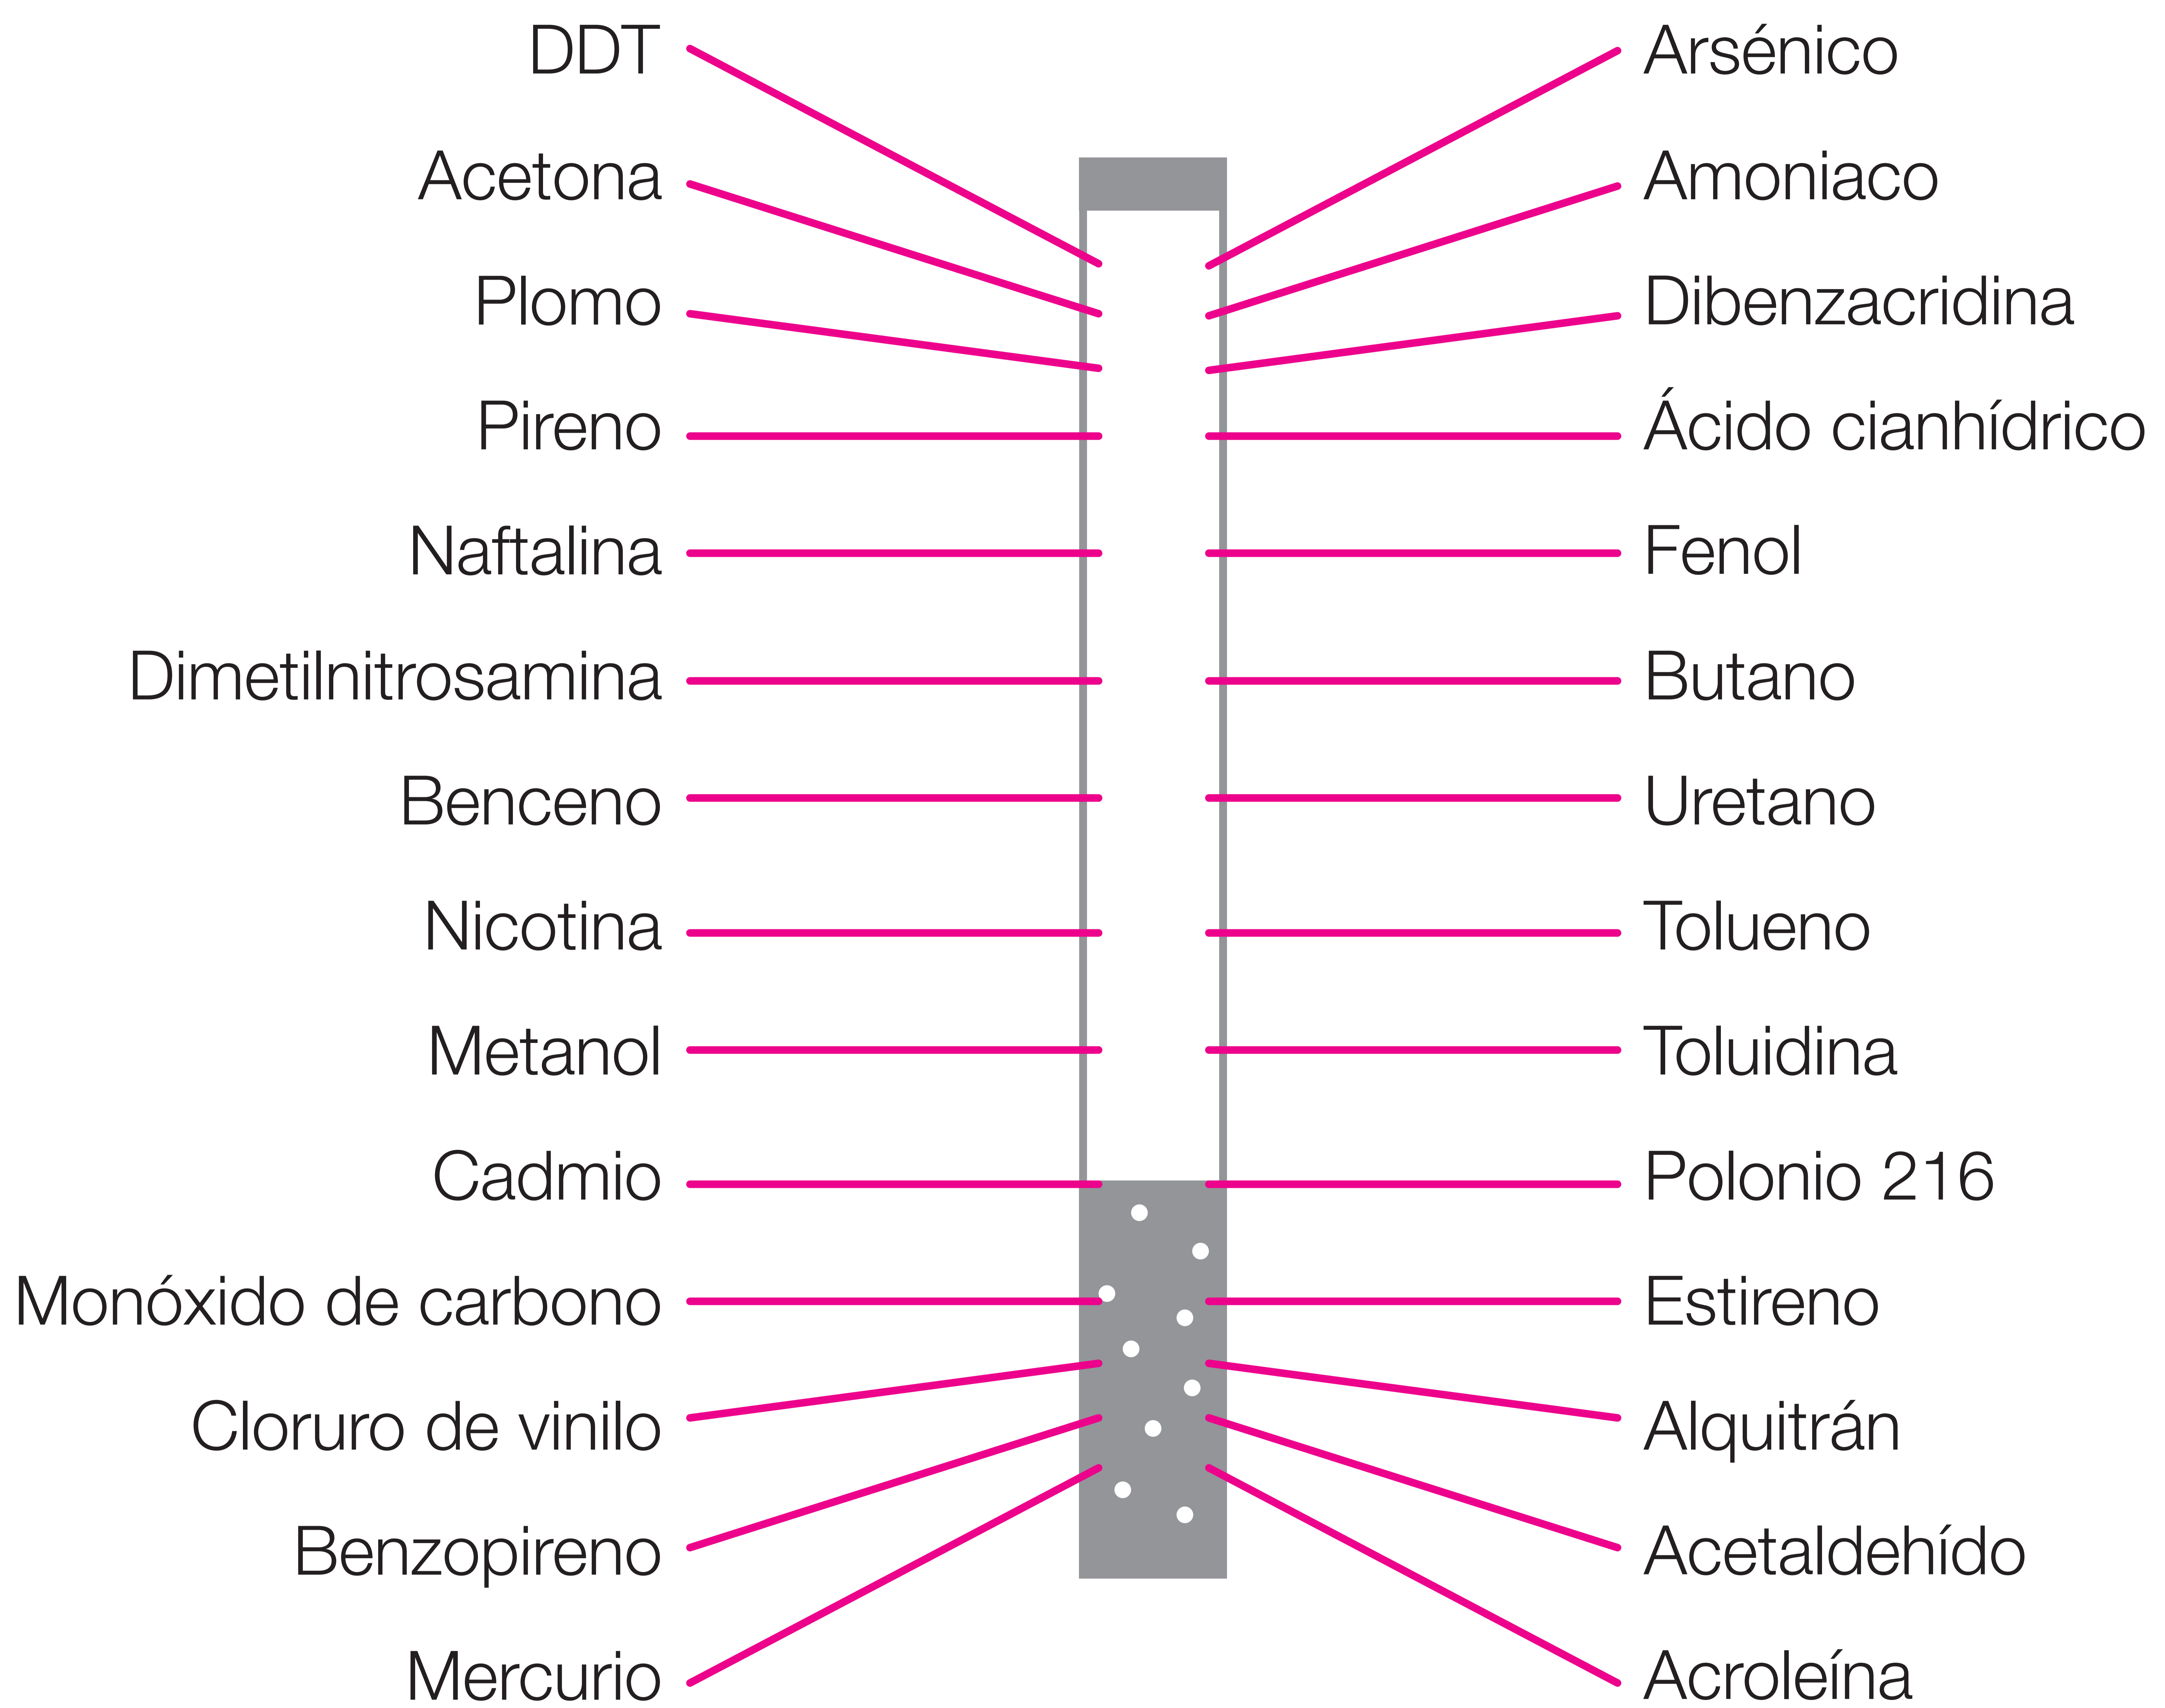 DDT
Acetona
Plomo
Pireno
Naftalina
Dimetilnitrosamina
Benceno
Nicotina
Metanol
Cadmio
Monóxido de carbono
Cloruro de vinilo
Benzopireno
Mercurio
Arsénico
Amoniaco
Dibenzacridina
Ácido cianhídrico
Fenol
Butano
Uretano
Tolueno
Toluidina
Polonio 216
Estireno
Alquitrán
Acetaldehído
Acroleína